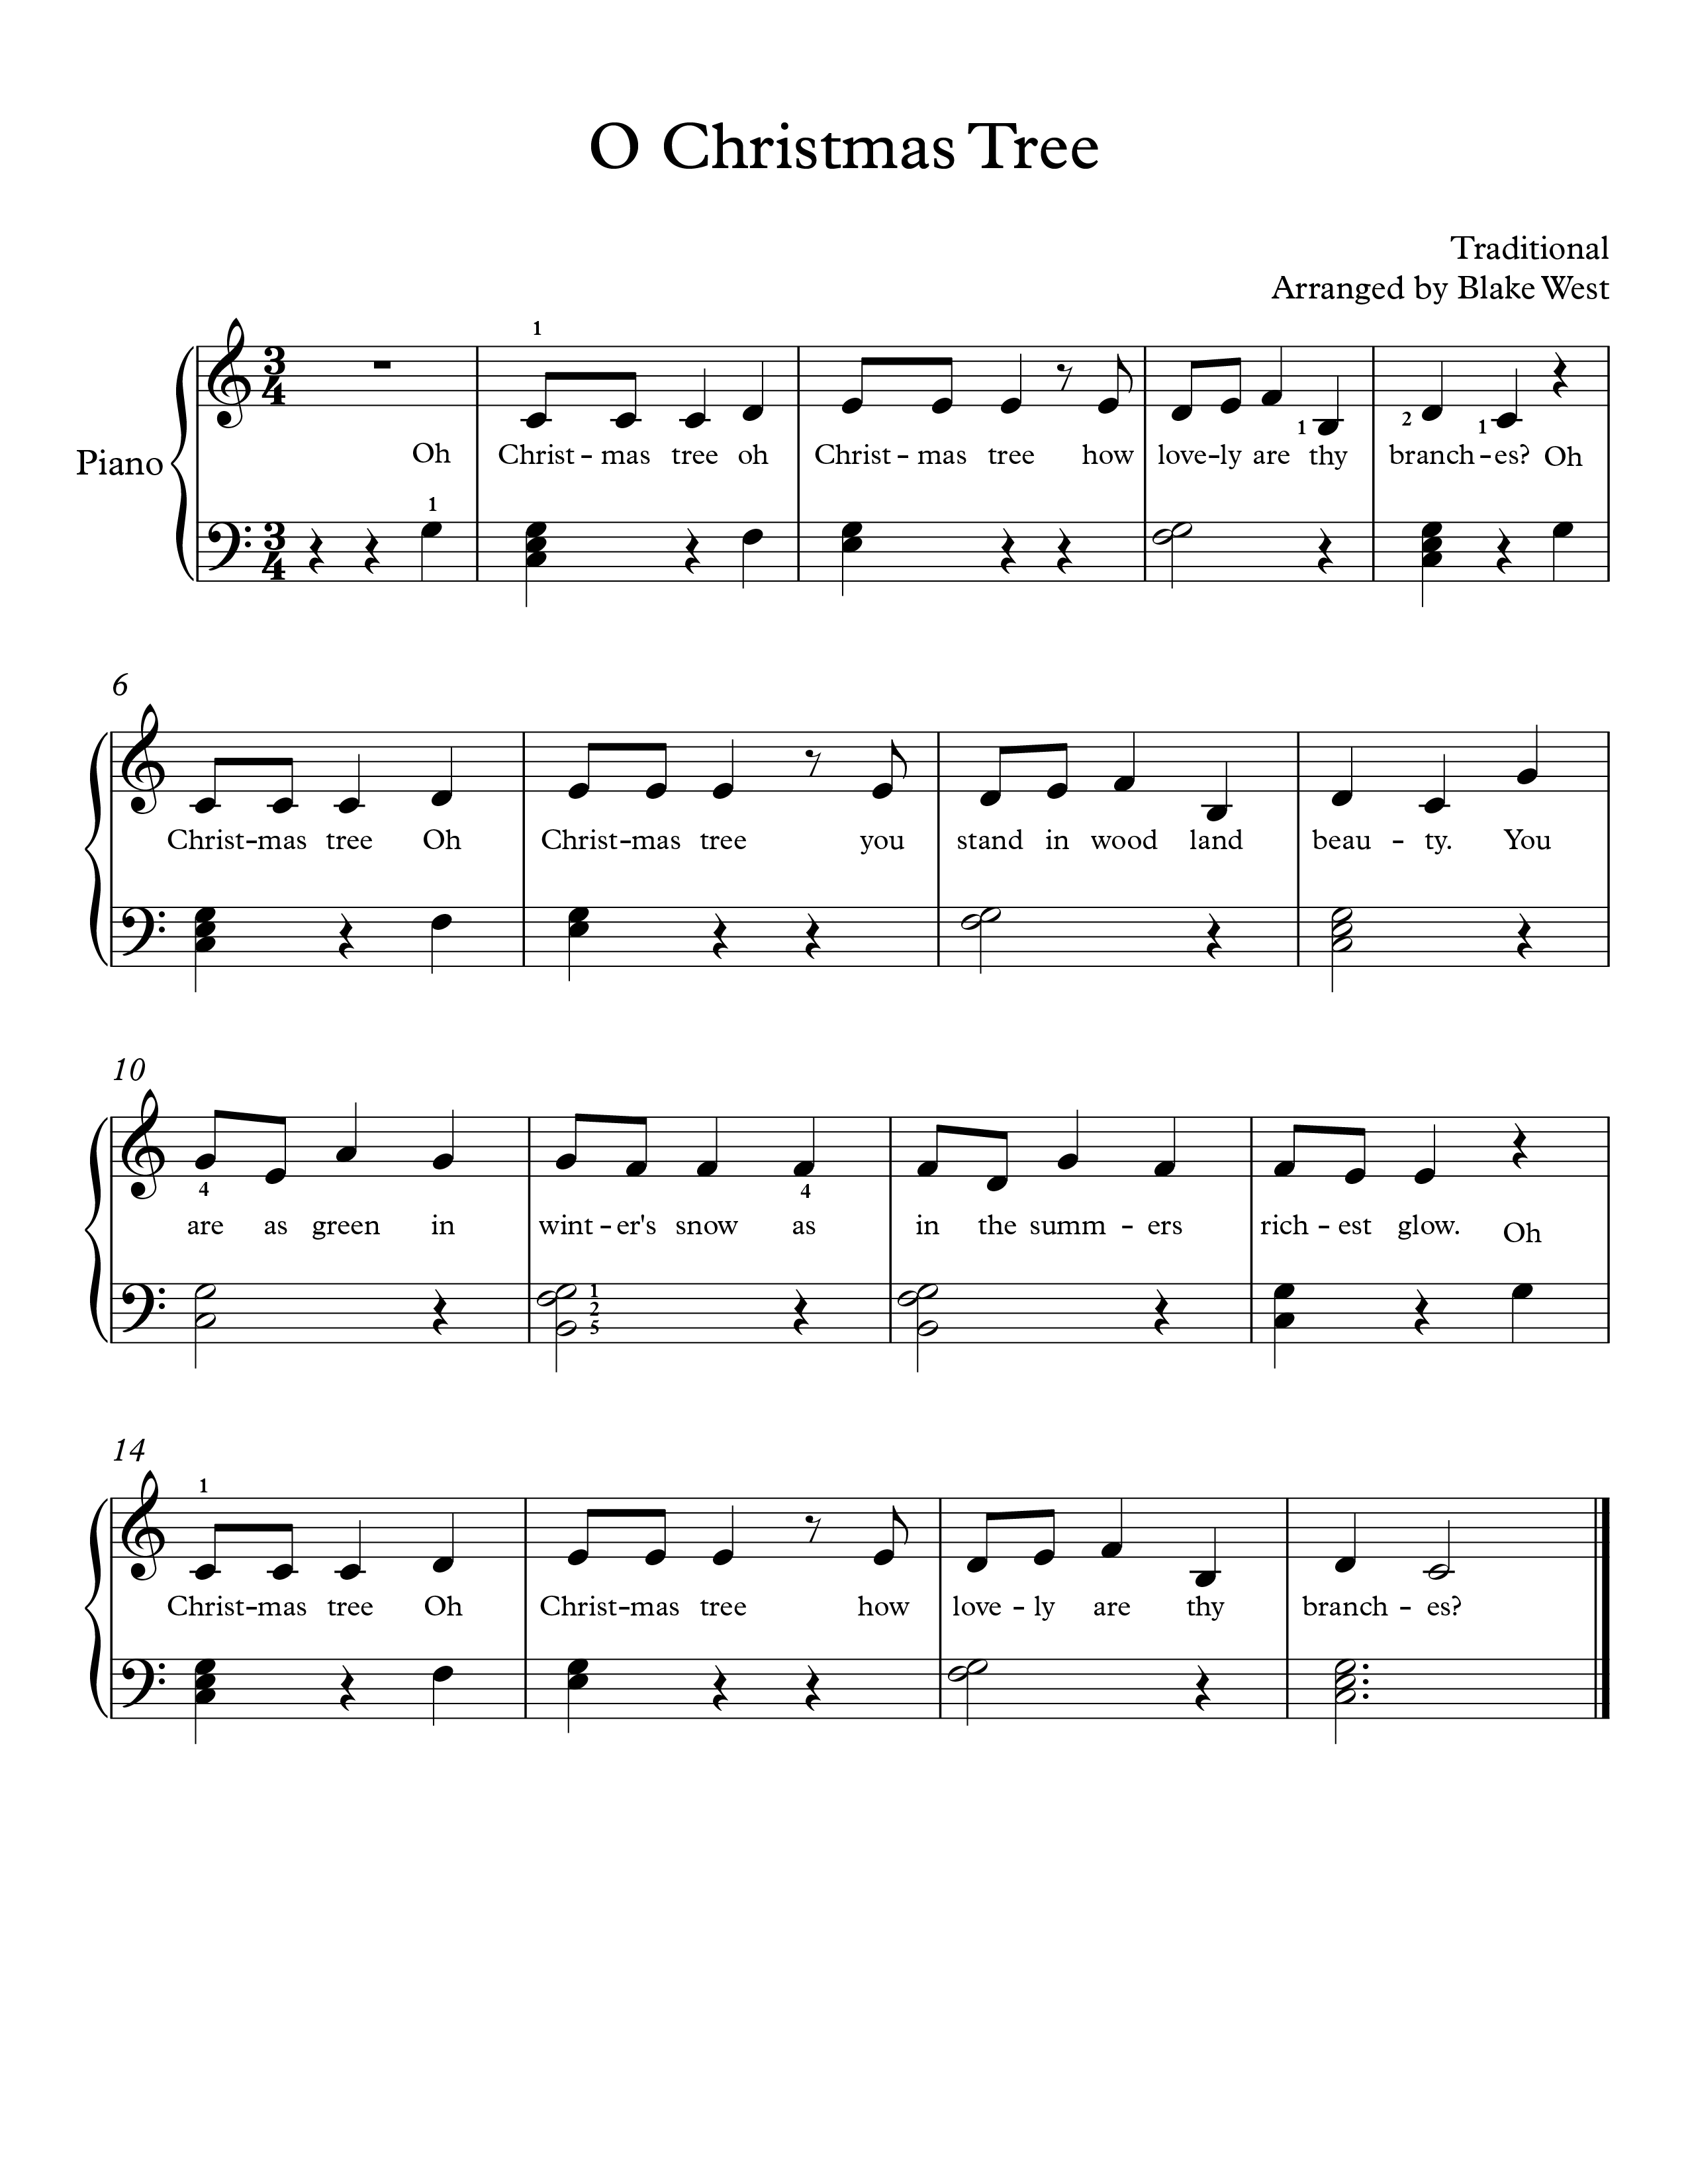 O Christmas Tree
Traditional
Arranged by Blake West
1
3 4
Piano
Oh Christ - mas tree oh Christ - mas tree how love-ly are thy branch-es? Oh
1 2 1
1
3 4
6
Christ-mas tree Oh Christ-mas tree you stand in wood land beau - ty. You
10
4 4
are as green in wint - er's snow as in the summ - ers rich - est glow. Oh
1
2
5
14
1
Christ-mas tree Oh Christ-mas tree how love - ly are thy branch - es?